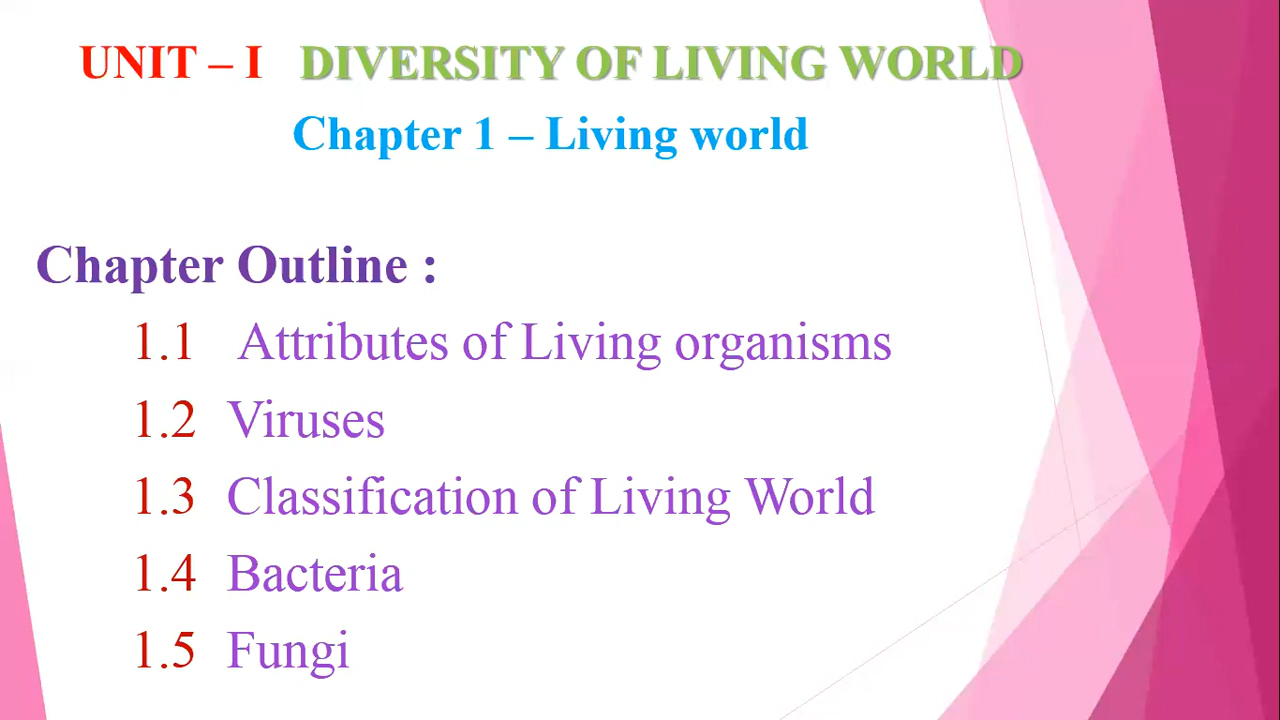 UNIT – I DIVERSITY OF LIVING WORLD
Chapter 1 – Living world
Chapter Outline :
1.1 Attributes of Living organisms
1.2 Viruses
1.3 Classification of Living World
1.4 Bacteria
1.5 Fungi